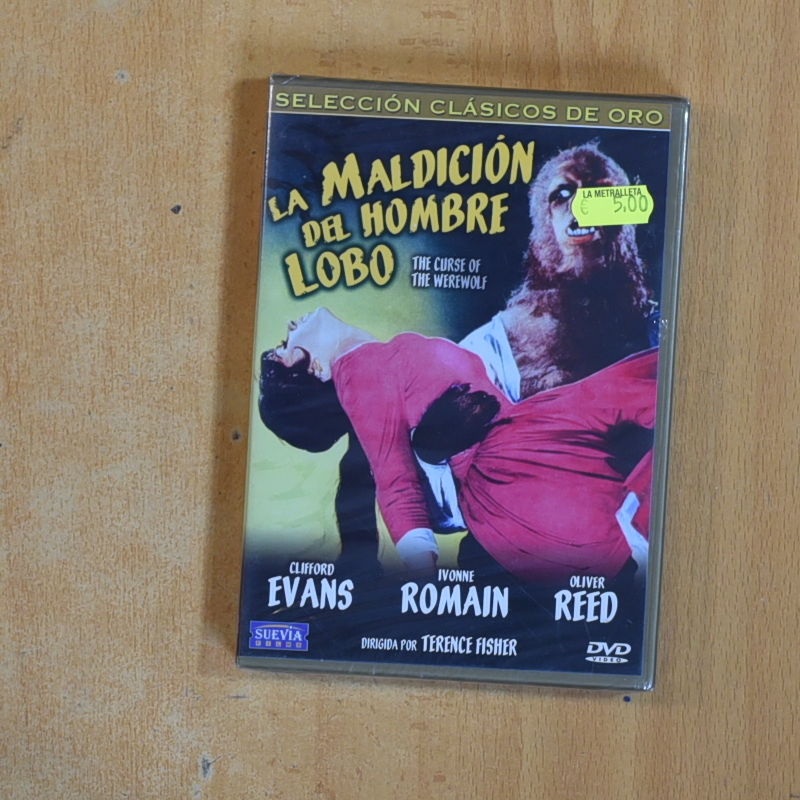 SELECCIÓN CLÁSICOS DE ORO
LA MALDICIÓN
DEL HOMBRE
LOBO
THE CURSE OF
THE WEREWOLF
LA METRALLETA
€ 5,00
CLIFFORD
EVANS
IVONNE
ROMAIN
OLIVER
REED
SUEVIA
FILMS
DIRIGIDA POR TERENCE FISHER
DVD
VIDEO